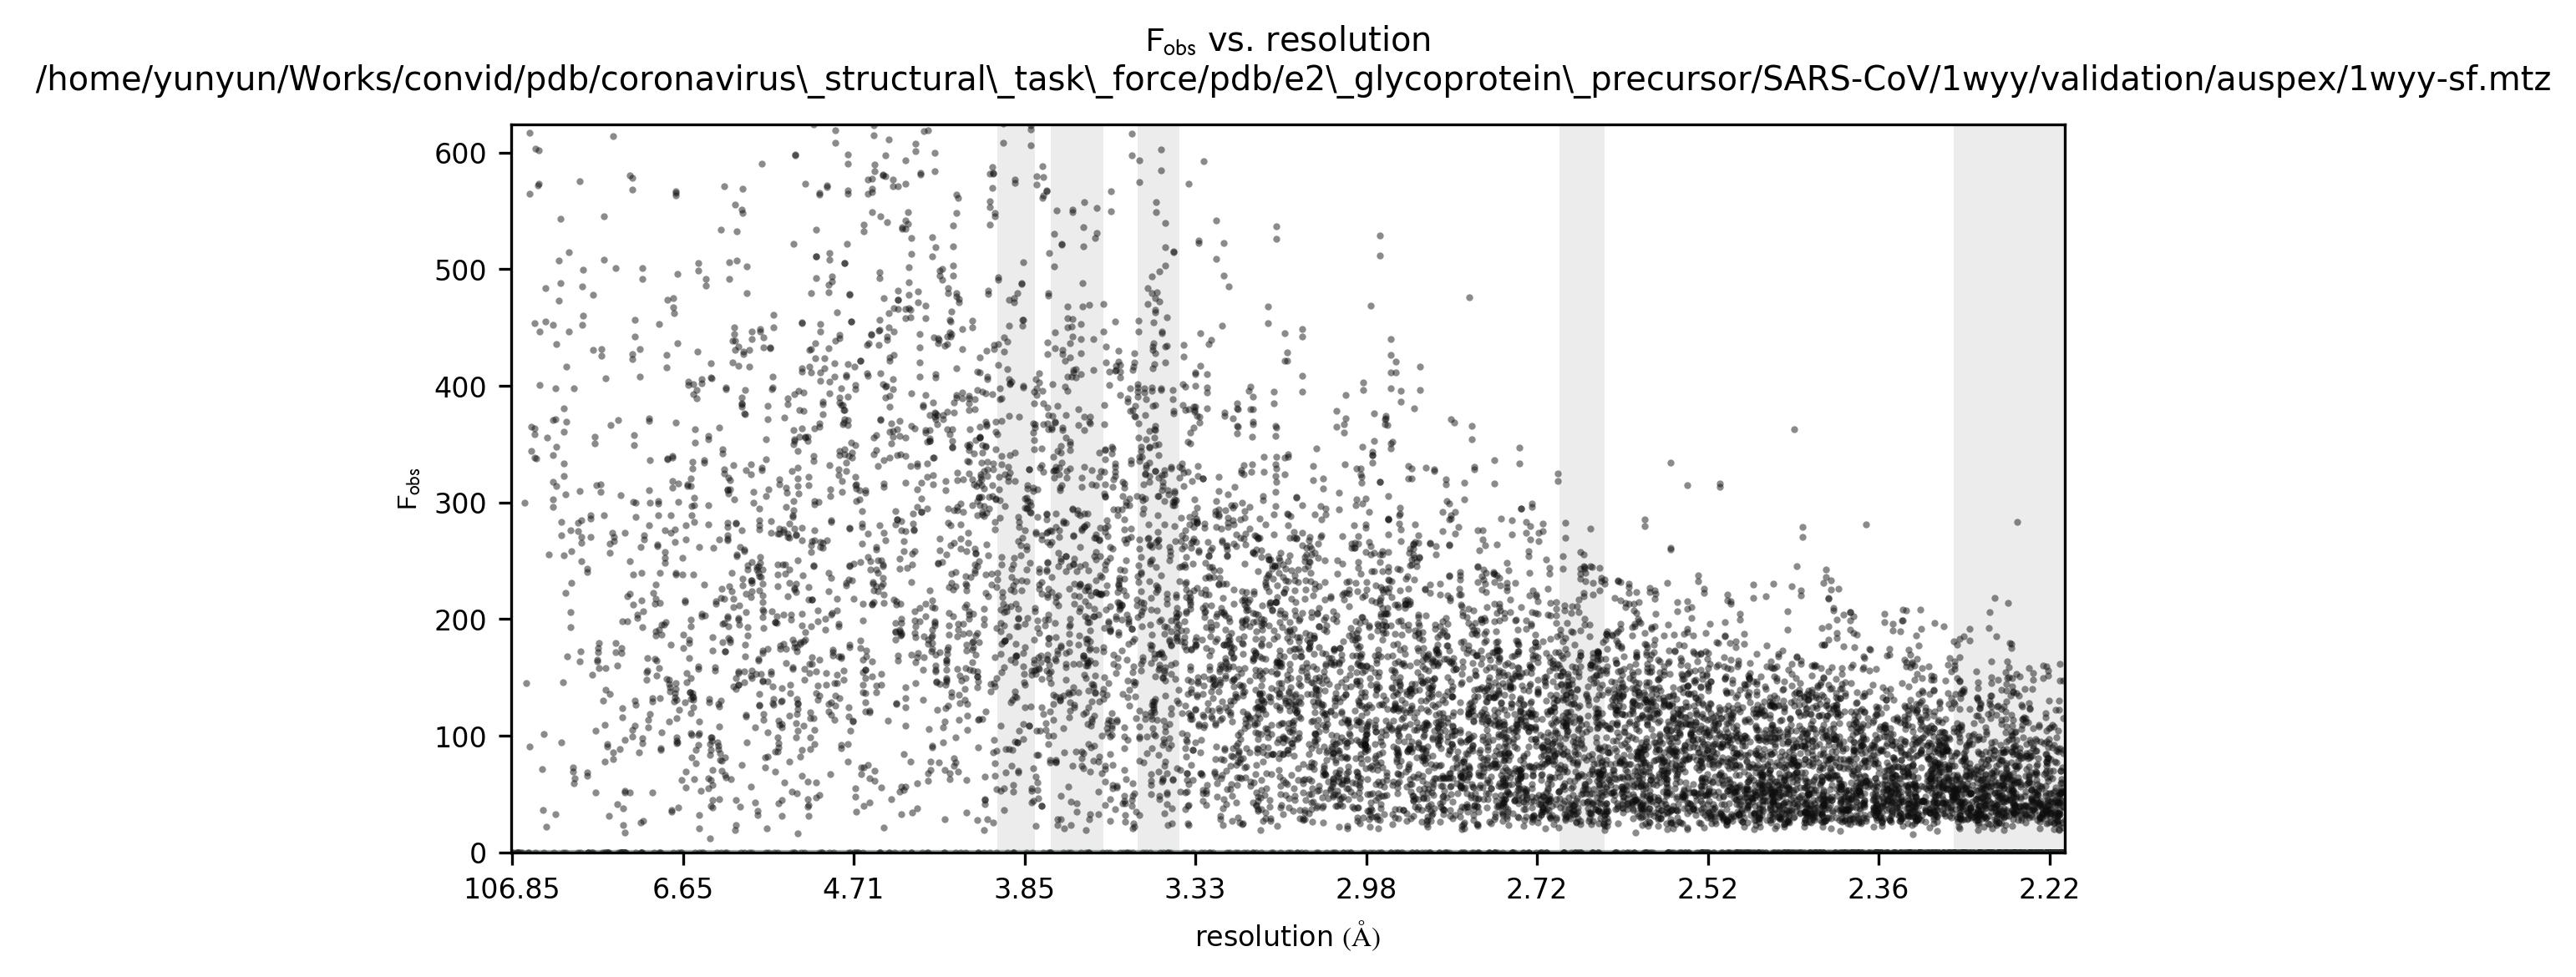 F_obs vs. resolution
/home/yunyun/Works/convid/pdb/coronavirus\_structural\_task\_force/pdb/e2\_glycoprotein\_precursor/SARS-CoV/1wyy/validation/auspex/1wyy-sf.mtz
F_obs
600
500
400
300
200
100
0
106.85 6.65 4.71 3.85 3.33 2.98 2.72 2.52 2.36 2.22
resolution (Å)